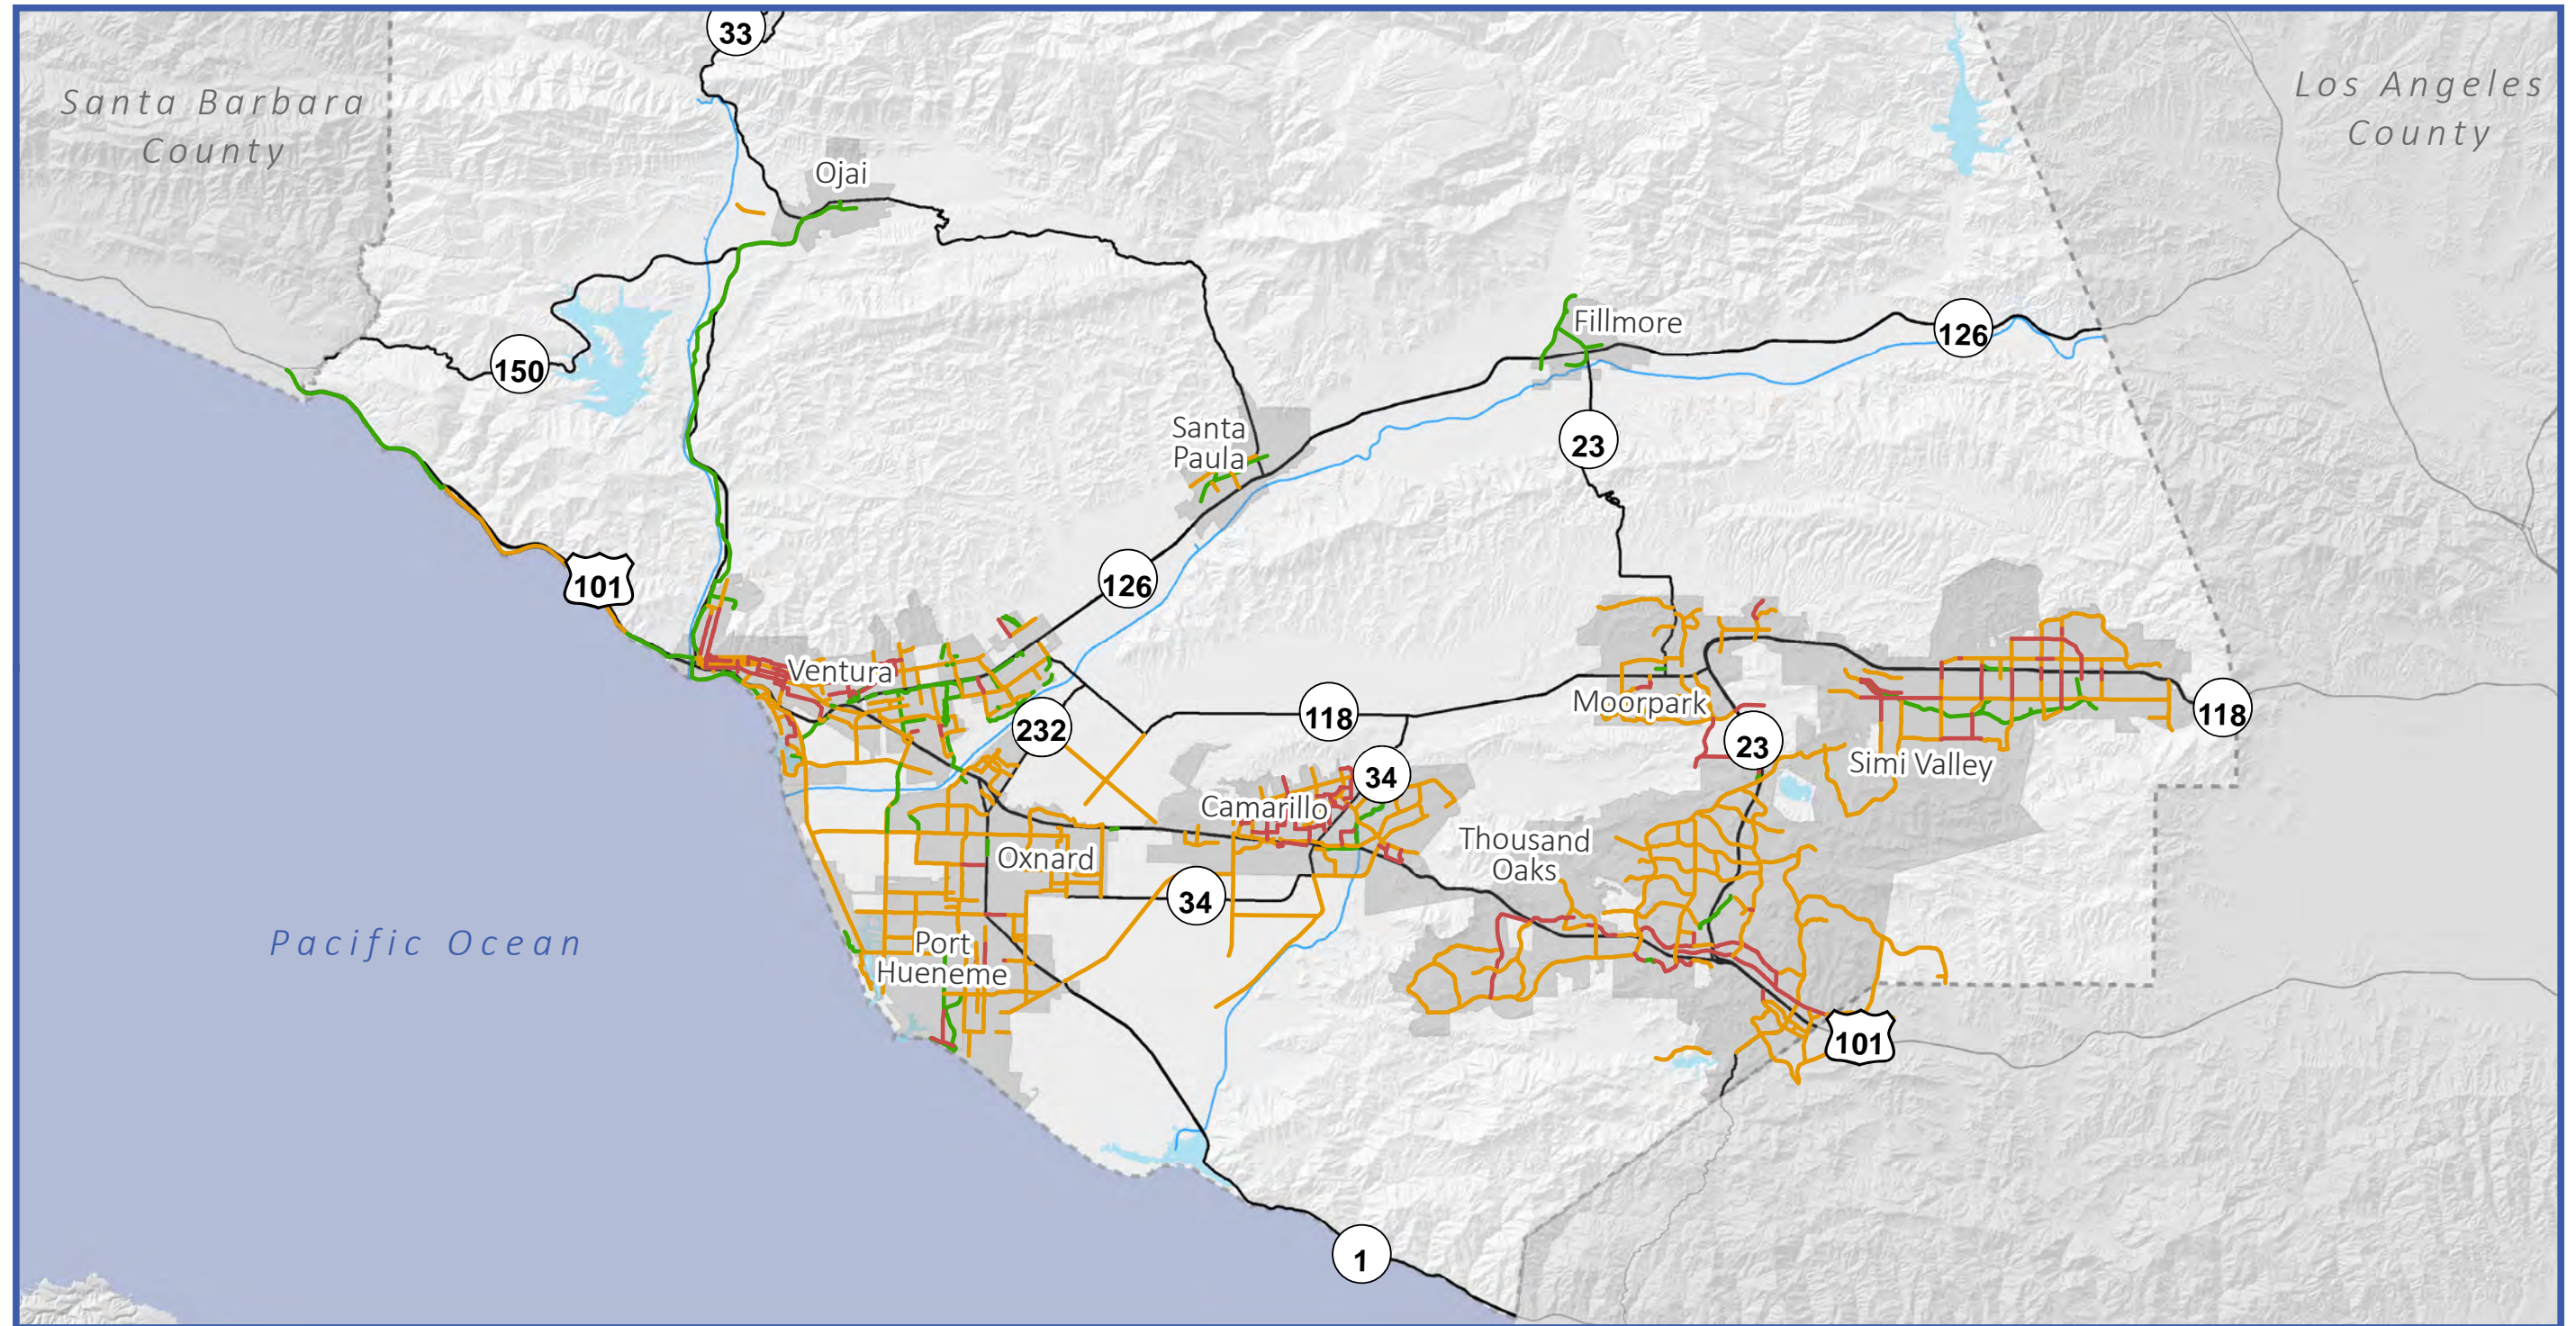 33
Santa Barbara
County
Los Angeles
County
Ojai
Fillmore
126
150
Santa
Paula
23
101
126
Ventura
232
118
Moorpark
118
23
34
Simi Valley
Camarillo
Thousand
Oaks
Oxnard
34
Pacific Ocean
Port
Hueneme
101
1